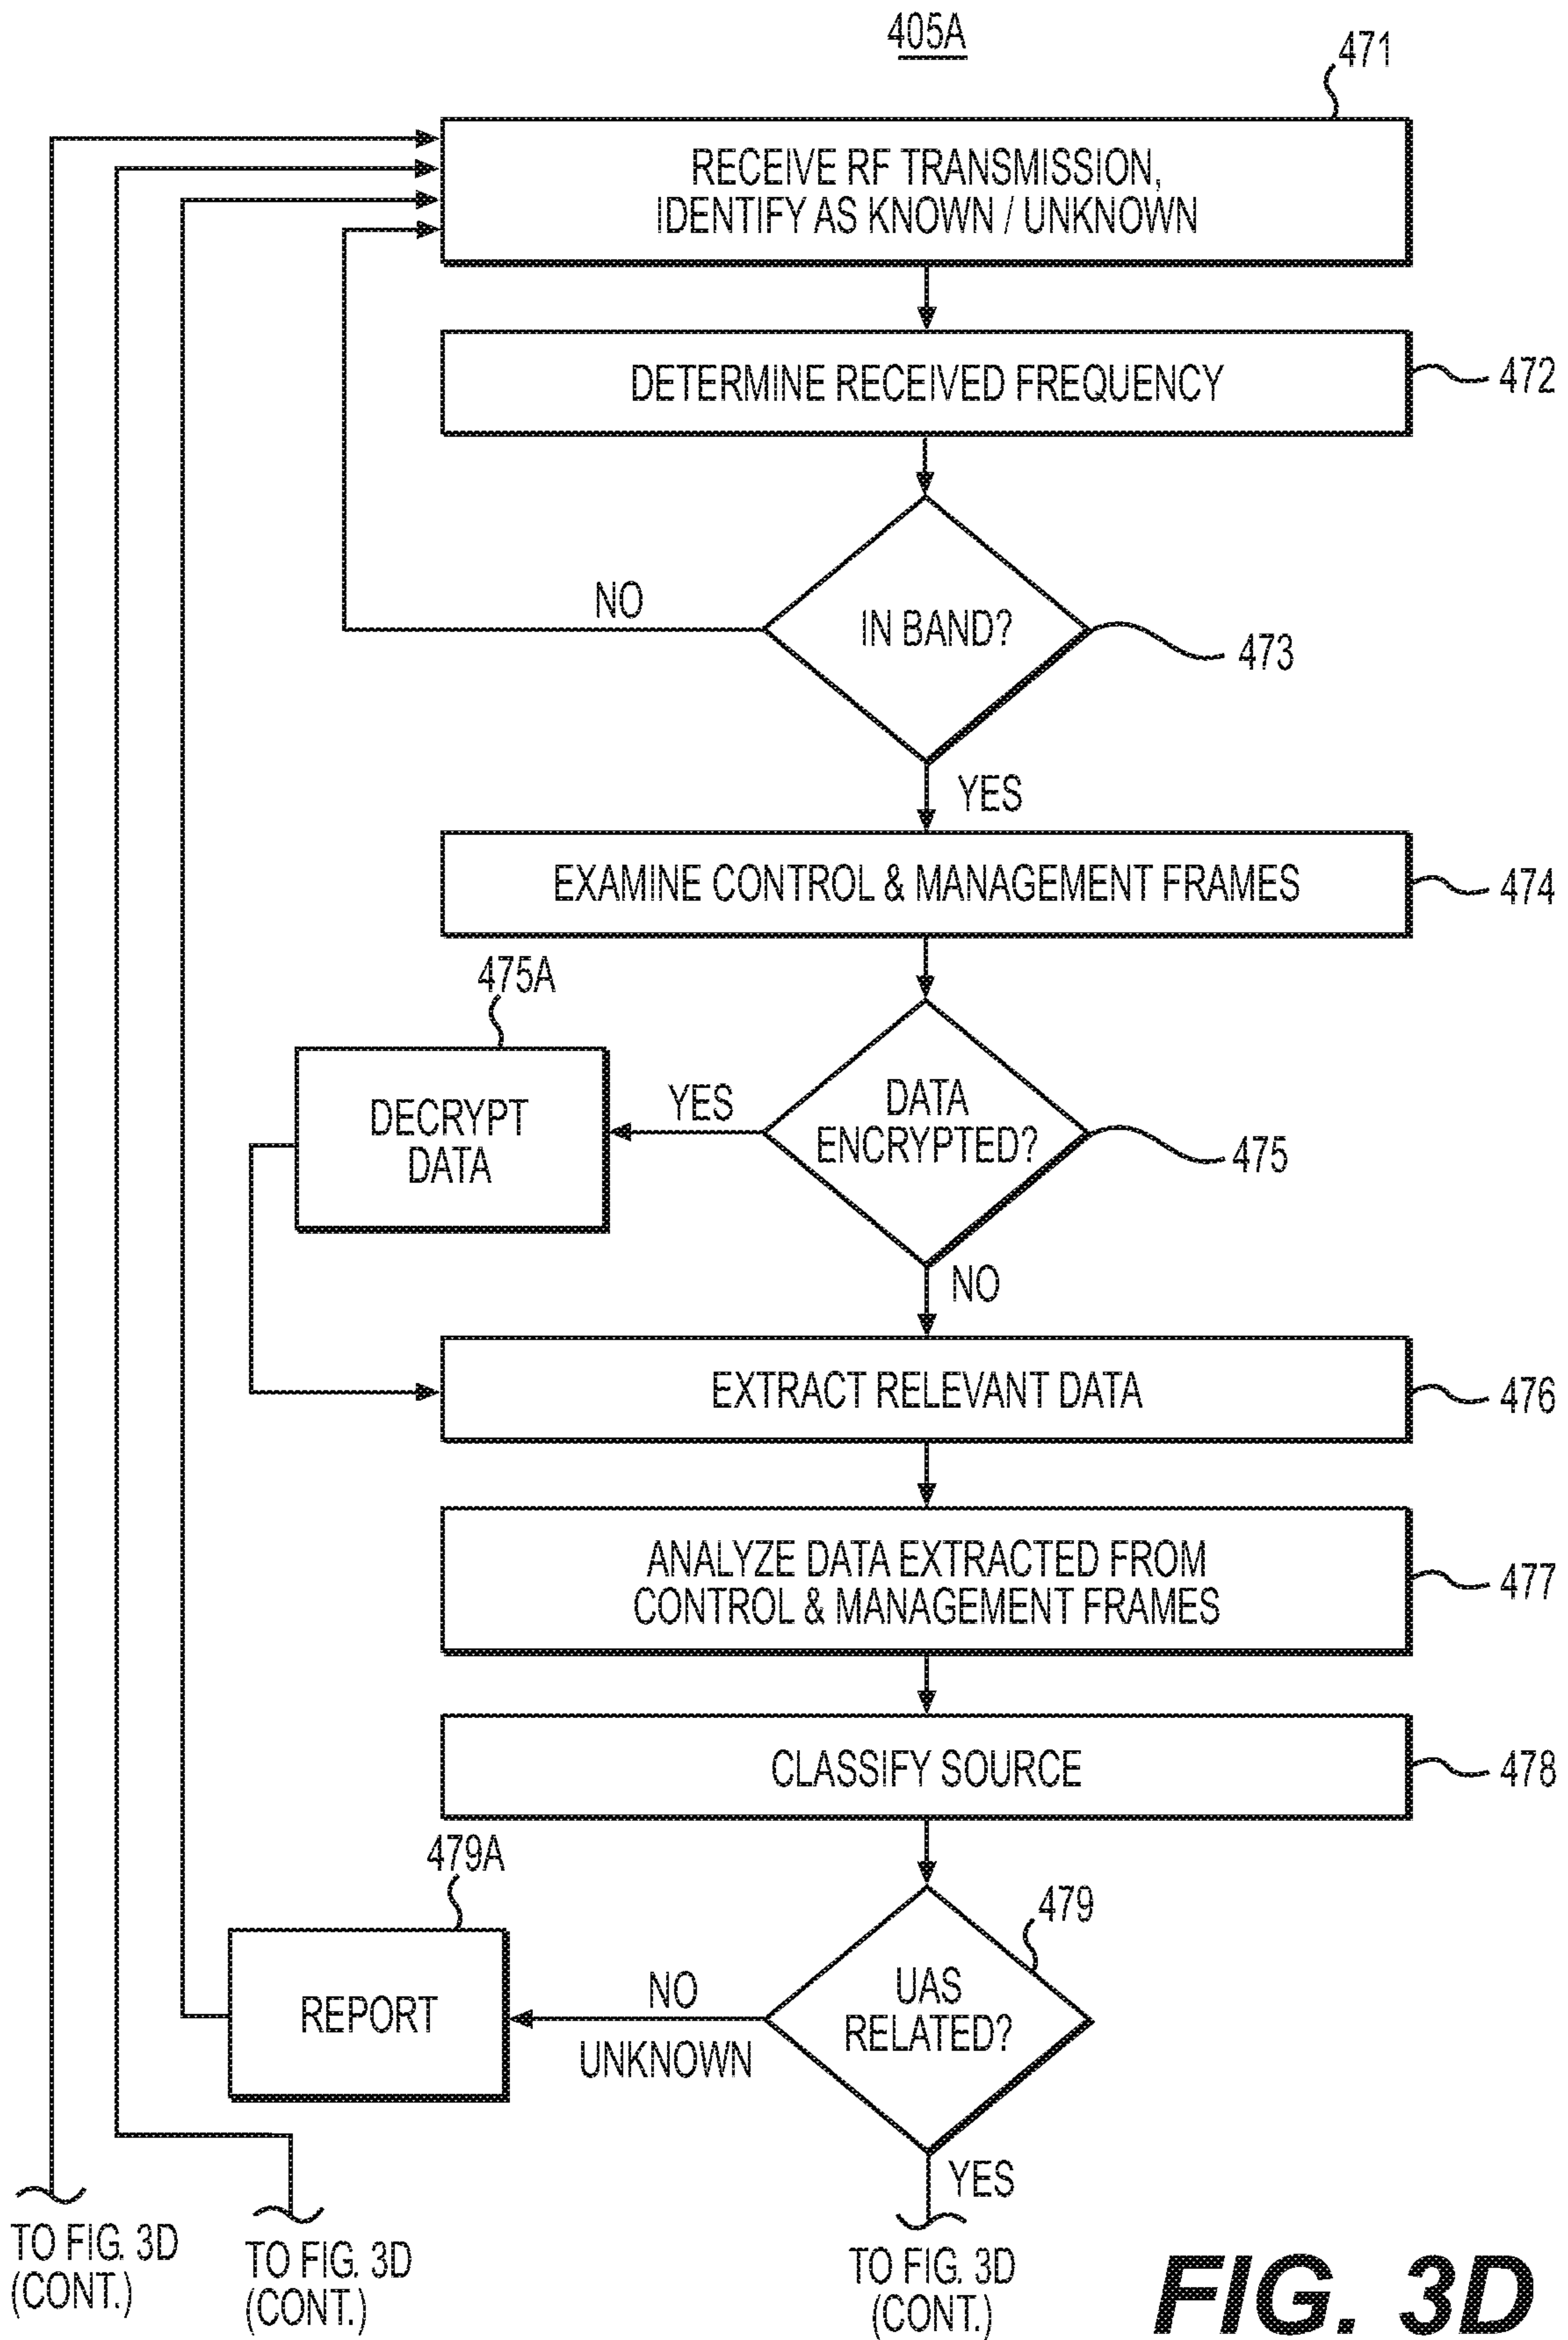 405A
471
RECEIVE RF TRANSMISSION,
IDENTIFY AS KNOWN / UNKNOWN
DETERMINE RECEIVED FREQUENCY
472
NO
IN BAND?
473
YES
EXAMINE CONTROL & MANAGEMENT FRAMES
474
475A
DECRYPT
DATA
YES
DATA
ENCRYPTED?
475
NO
EXTRACT RELEVANT DATA
476
ANALYZE DATA EXTRACTED FROM
CONTROL & MANAGEMENT FRAMES
477
CLASSIFY SOURCE
478
479A
479
REPORT
NO
UNKNOWN
UAS
RELATED?
YES
TO FIG. 3D
(CONT.)
TO FIG. 3D
(CONT.)
TO FIG. 3D
(CONT.)
FIG. 3D